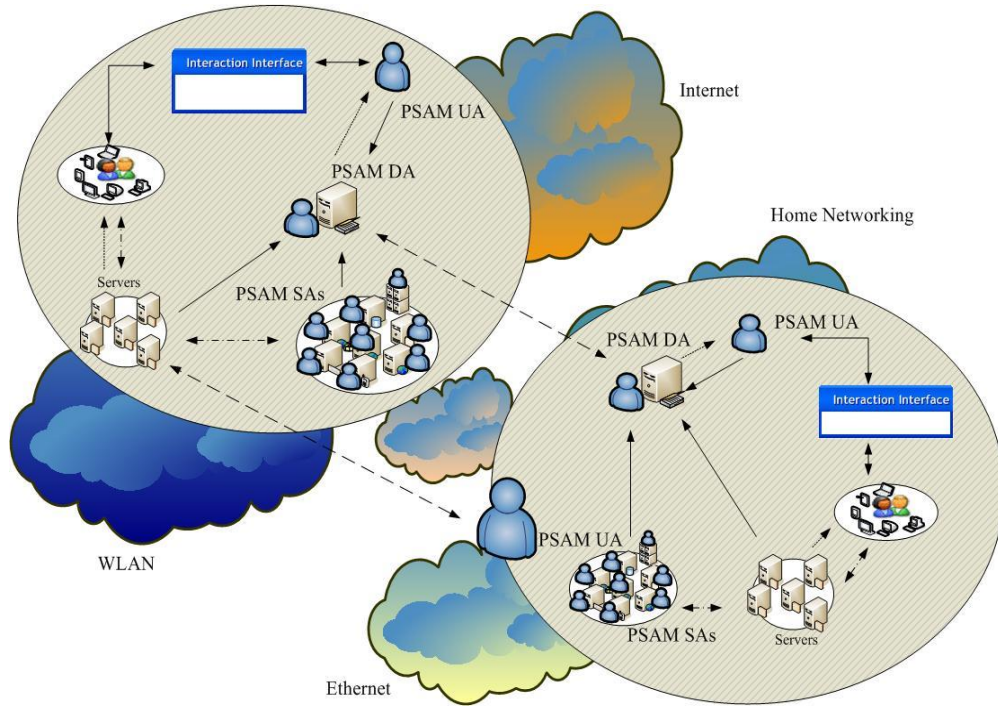 Interaction Interface
PSAM UA
Internet
PSAM DA
Home Networking
Servers
PSAM SAs
PSAM UA
PSAM DA
Interaction Interface
PSAM UA
WLAN
PSAM SAs
Servers
Ethernet